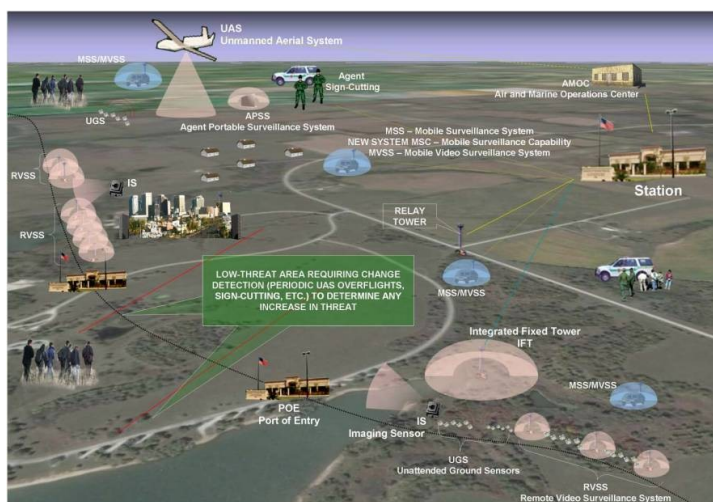 UAS
Unmanned Aerial System
MSS/MVSS
Agent
Sign-Cutting
AMOC
Air and Marine Operations Center
UGS
APSS
Agent Portable Surveillance System
MSS – Mobile Surveillance System
NEW SYSTEM MSC – Mobile Surveillance Capability
MVSS – Mobile Video Surveillance System
RVSS
IS
Station
RVSS
RELAY
TOWER
LOW-THREAT AREA REQUIRING CHANGE
DETECTION (PERIODIC UAS OVERFLIGHTS,
SIGN-CUTTING, ETC.) TO DETERMINE ANY
INCREASE IN THREAT
MSS/MVSS
Integrated Fixed Tower
IFT
MSS/MVSS
POE
Port of Entry
IS
Imaging Sensor
UGS
Unattended Ground Sensors
RVSS
Remote Video Surveillance System